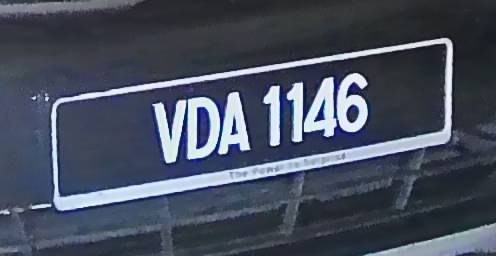 VDA 1146
The Power to Surprise